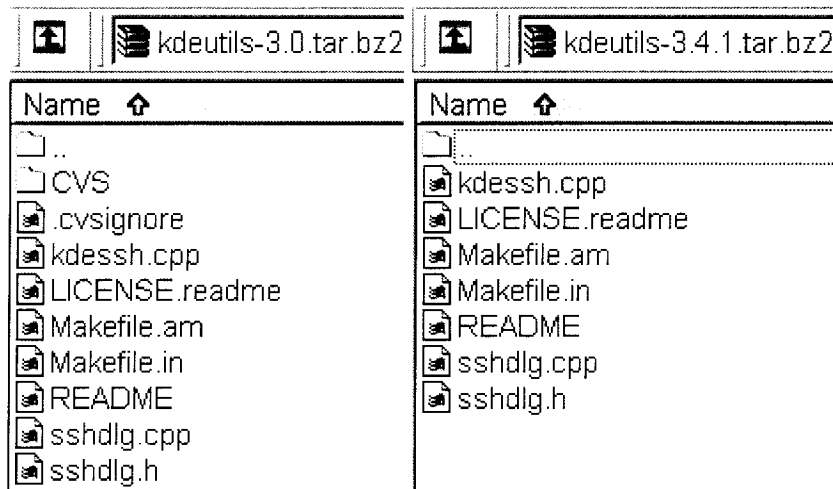 kdeutils-3.0.tar.bz2
Name
..
CVS
.cvsignore
kdessh.cpp
LICENSE.readme
Makefile.am
Makefile.in
README
sshdlg.cpp
sshdlg.h
kdeutils-3.4.1.tar.bz2
Name
..
kdessh.cpp
LICENSE.readme
Makefile.am
Makefile.in
README
sshdlg.cpp
sshdlg.h